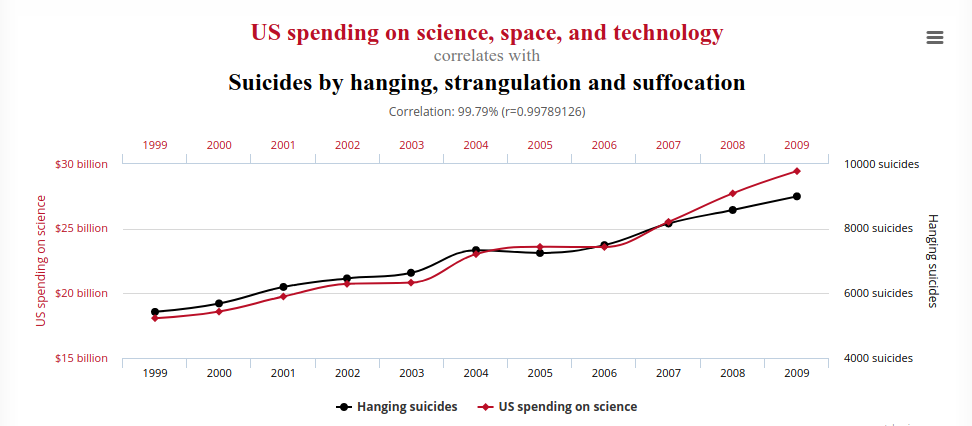 US spending on science, space, and technology
correlates with
Suicides by hanging, strangulation and suffocation
Correlation: 99.79% (r=0.99789126)
1999 2000 2001 2002 2003 2004 2005 2006 2007 2008 2009
$30 billion 10000 suicides
$25 billion 8000 suicides
$20 billion 6000 suicides
$15 billion 4000 suicides
US spending on science
Hanging suicides
1999 2000 2001 2002 2003 2004 2005 2006 2007 2008 2009
Hanging suicides US spending on science